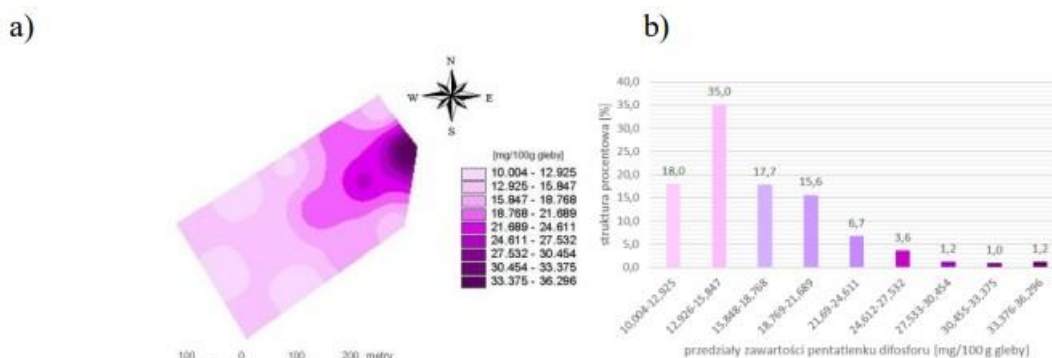 a)
N
W E
S
[mg/100g gleby]
10.004 - 12.925
12.925 - 15.847
15.847 - 18.768
18.768 - 21.689
21.689 - 24.611
24.611 - 27.532
27.532 - 30.454
30.454 - 33.375
33.375 - 36.296
100 0 200 metry
b)
struktura procentowa [%]
40,0
35,0
30,0
25,0
20,0
15,0
10,0
5,0
0,0
18,0
35,0
17,7
15,6
6,7
3,6
1,2
1,0
1,2
10,004-12,925
12,926-15,847
15,848-18,768
18,769-21,689
21,69-24,611
24,612-27,532
27,533-30,454
30,455-33,375
33,376-36,296
przedziały zawartości pentatlenku difosforu [mg/100 g gleby]